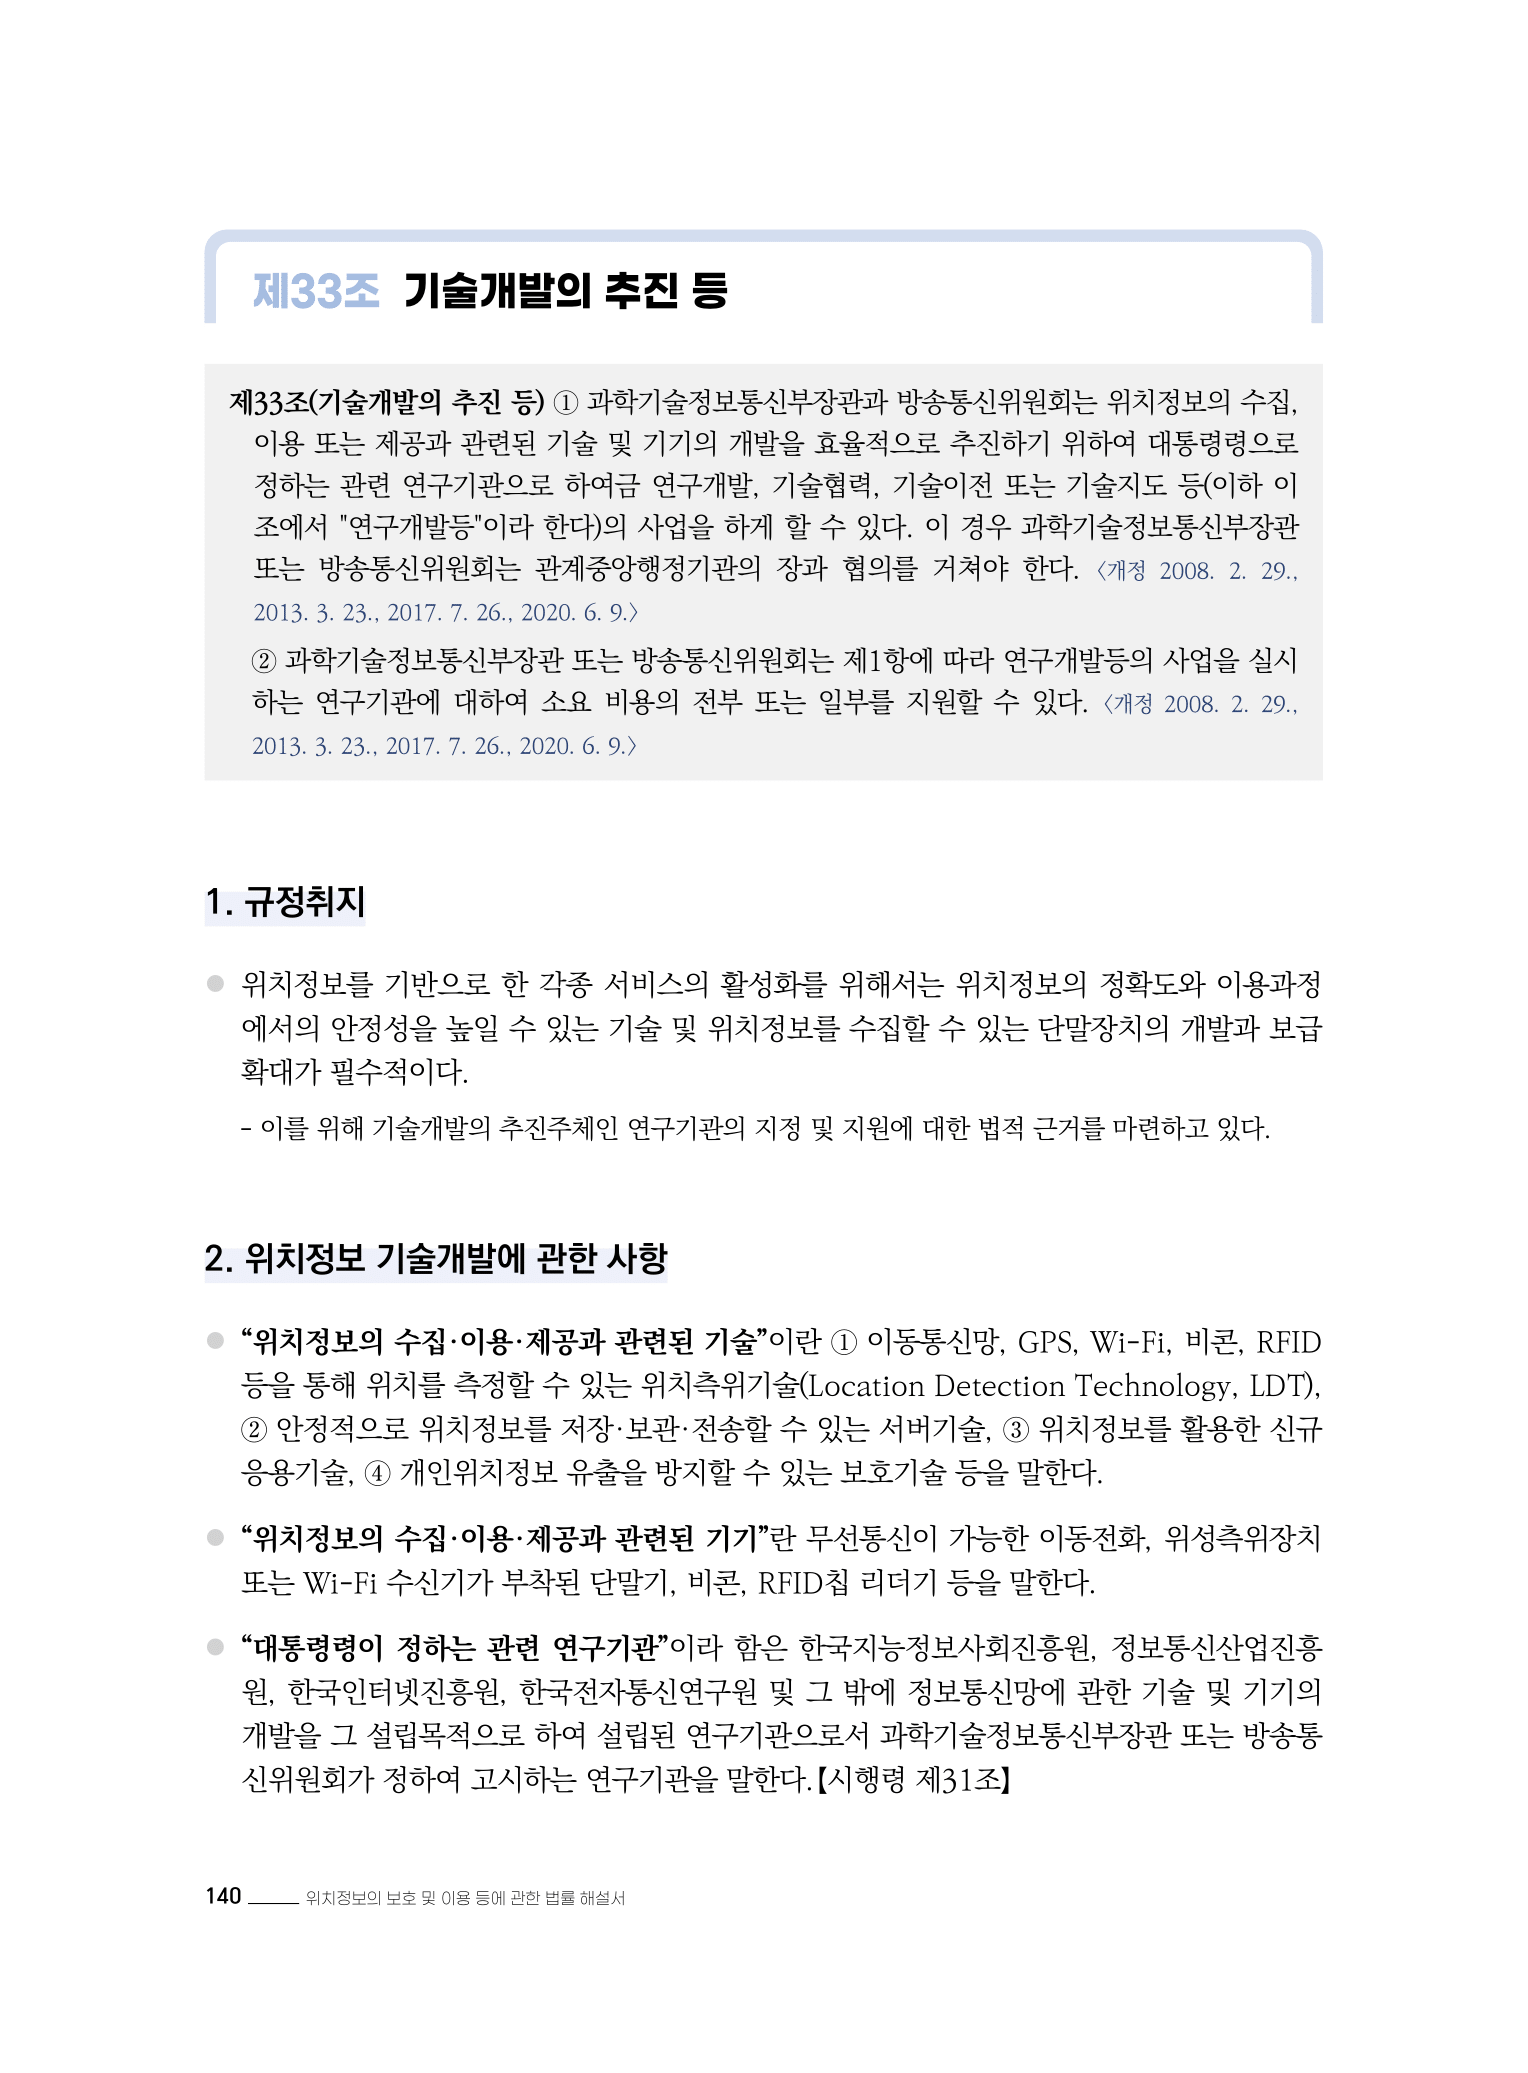 제33조 기술개발의 추진 등
제33조(기술개발의 추진 등) ① 과학기술정보통신부장관과 방송통신위원회는 위치정보의 수집,
이용 또는 제공과 관련된 기술 및 기기의 개발을 효율적으로 추진하기 위하여 대통령령으로
정하는 관련 연구기관으로 하여금 연구개발, 기술협력, 기술이전 또는 기술지도 등(이하 이
조에서 "연구개발등"이라 한다)의 사업을 하게 할 수 있다. 이 경우 과학기술정보통신부장관
또는 방송통신위원회는 관계중앙행정기관의 장과 협의를 거쳐야 한다. 〈개정 2008. 2. 29.,
2013. 3. 23., 2017. 7. 26., 2020. 6. 9.〉
② 과학기술정보통신부장관 또는 방송통신위원회는 제1항에 따라 연구개발등의 사업을 실시
하는 연구기관에 대하여 소요 비용의 전부 또는 일부를 지원할 수 있다. 〈개정 2008. 2. 29.,
2013. 3. 23., 2017. 7. 26., 2020. 6. 9.〉
1. 규정취지
● 위치정보를 기반으로 한 각종 서비스의 활성화를 위해서는 위치정보의 정확도와 이용과정
에서의 안정성을 높일 수 있는 기술 및 위치정보를 수집할 수 있는 단말장치의 개발과 보급
확대가 필수적이다.
- 이를 위해 기술개발의 추진주체인 연구기관의 지정 및 지원에 대한 법적 근거를 마련하고 있다.
2. 위치정보 기술개발에 관한 사항
● “위치정보의 수집·이용·제공과 관련된 기술”이란 ① 이동통신망, GPS, Wi-Fi, 비콘, RFID
등을 통해 위치를 측정할 수 있는 위치측위기술(Location Detection Technology, LDT),
② 안정적으로 위치정보를 저장·보관·전송할 수 있는 서버기술, ③ 위치정보를 활용한 신규
응용기술, ④ 개인위치정보 유출을 방지할 수 있는 보호기술 등을 말한다.
● “위치정보의 수집·이용·제공과 관련된 기기”란 무선통신이 가능한 이동전화, 위성측위장치
또는 Wi-Fi 수신기가 부착된 단말기, 비콘, RFID칩 리더기 등을 말한다.
● “대통령령이 정하는 관련 연구기관”이라 함은 한국지능정보사회진흥원, 정보통신산업진흥
원, 한국인터넷진흥원, 한국전자통신연구원 및 그 밖에 정보통신망에 관한 기술 및 기기의
개발을 그 설립목적으로 하여 설립된 연구기관으로서 과학기술정보통신부장관 또는 방송통
신위원회가 정하여 고시하는 연구기관을 말한다.【시행령 제31조】
140 위치정보의 보호 및 이용 등에 관한 법률 해설서